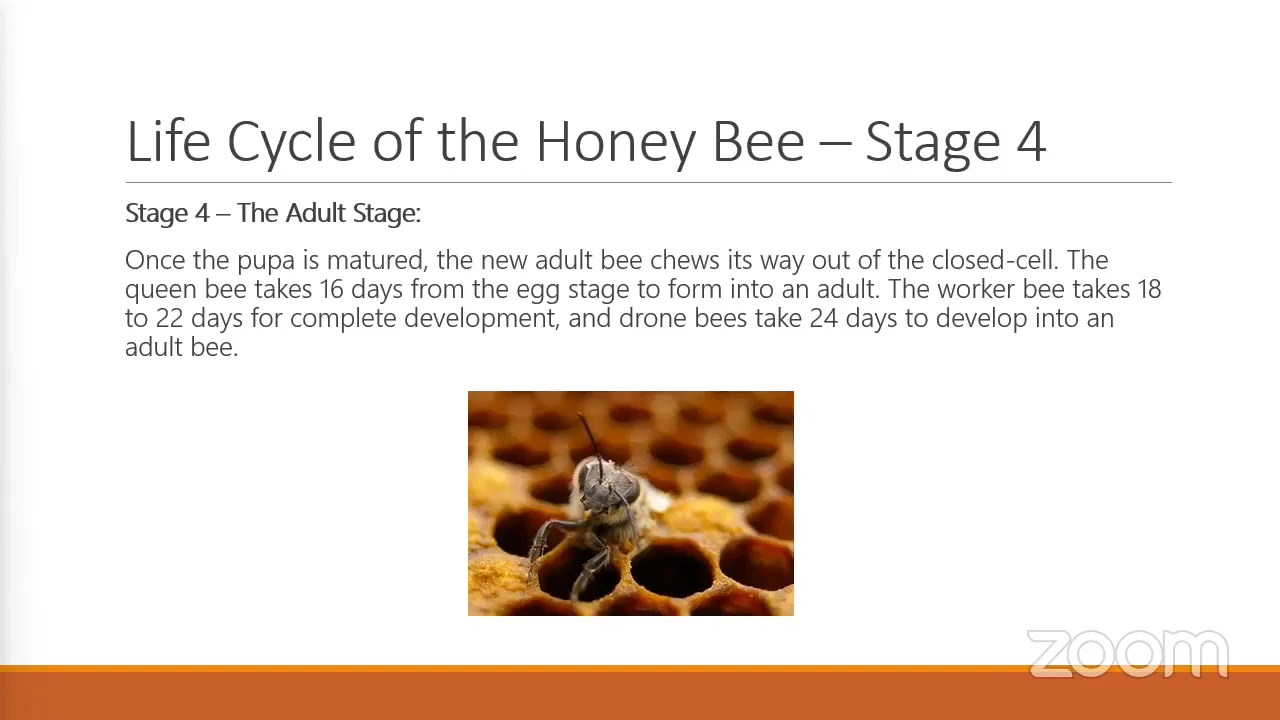 Life Cycle of the Honey Bee – Stage 4
Stage 4 – The Adult Stage:
Once the pupa is matured, the new adult bee chews its way out of the closed-cell. The
queen bee takes 16 days from the egg stage to form into an adult. The worker bee takes 18
to 22 days for complete development, and drone bees take 24 days to develop into an
adult bee.
zoom